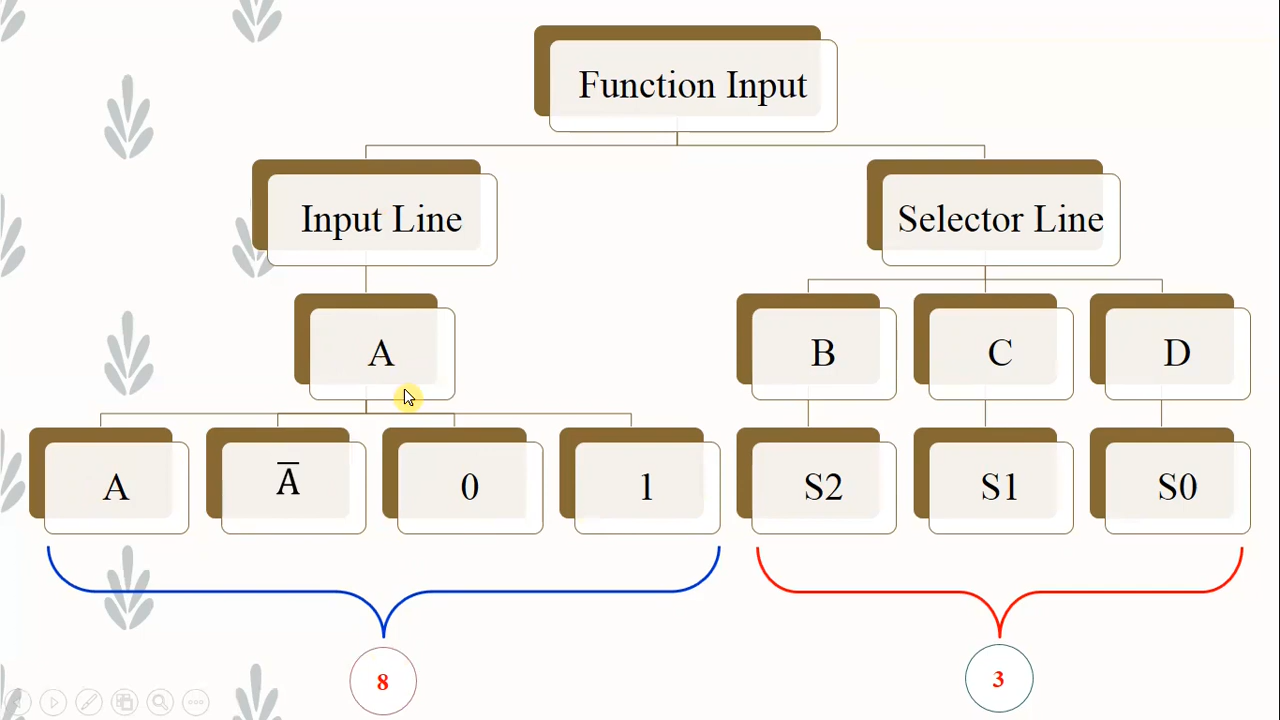 Function Input
Input Line
Selector Line
A
B
C
D
A
A̅
0
1
S2
S1
S0
8
3